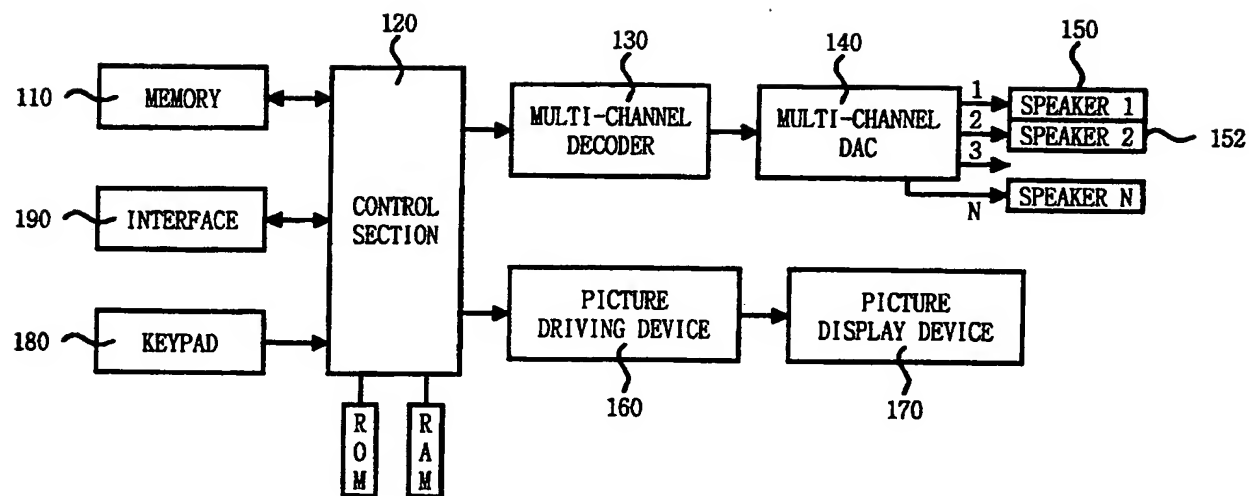 120
130
140
150
110
MEMORY
MULTI-CHANNEL
DECODER
MULTI-CHANNEL
DAC
1
2
3
N
SPEAKER 1
SPEAKER 2
152
SPEAKER N
190
INTERFACE
CONTROL
SECTION
180
KEYPAD
PICTURE
DRIVING DEVICE
PICTURE
DISPLAY DEVICE
160
170
ROM
RAM